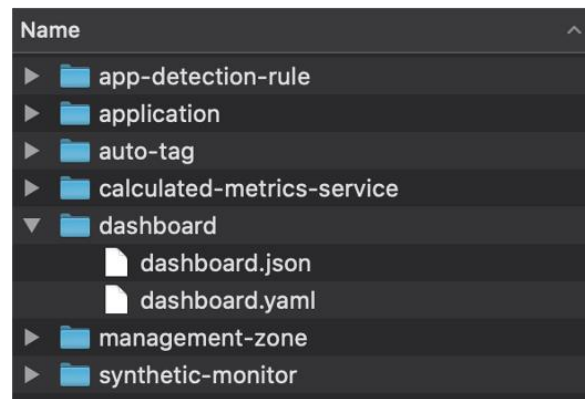 Name
app-detection-rule
application
auto-tag
calculated-metrics-service
dashboard
dashboard.json
dashboard.yaml
management-zone
synthetic-monitor